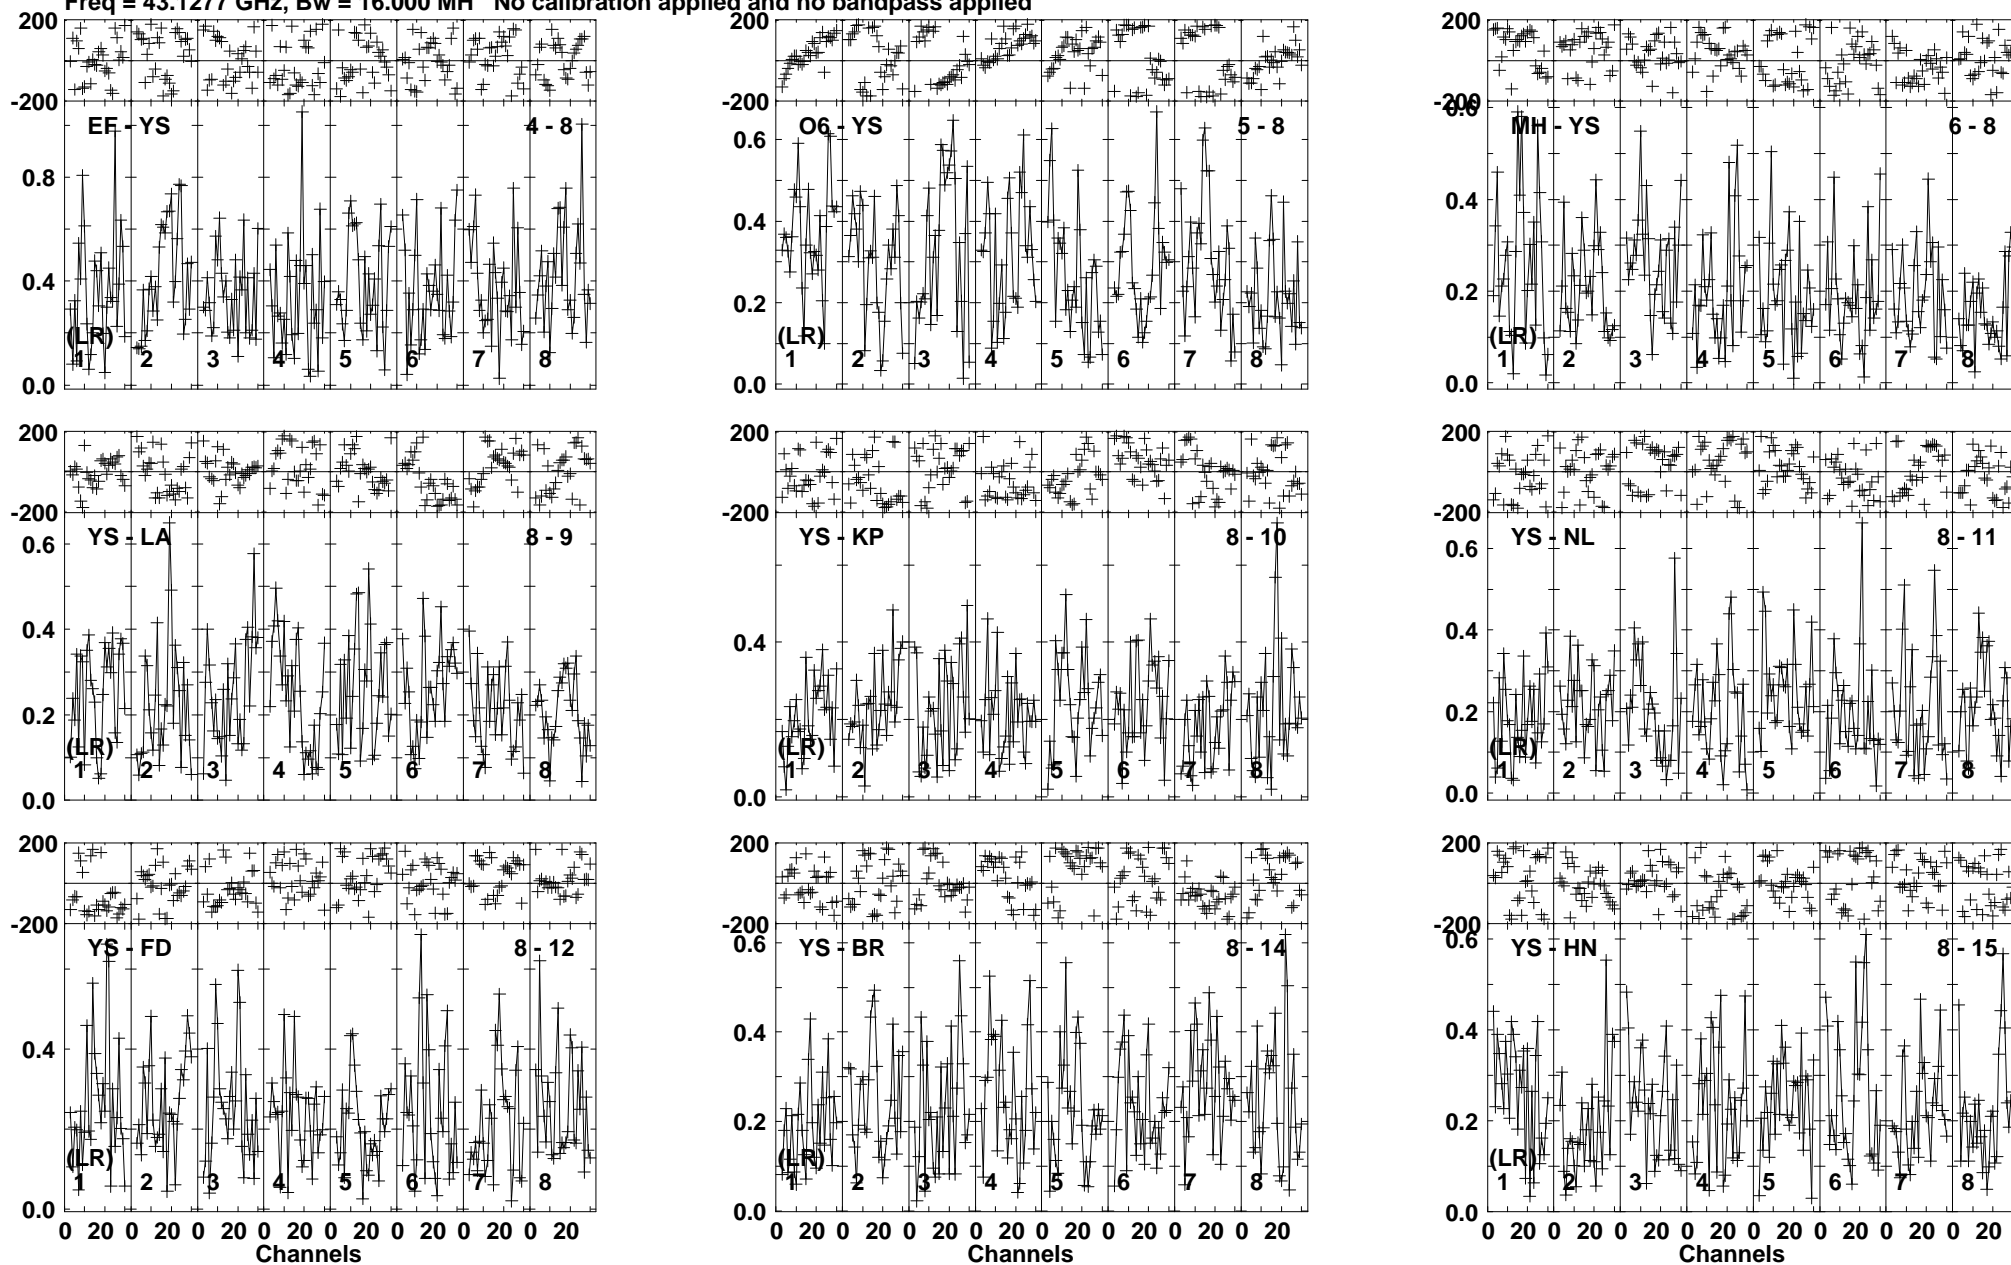 Freq = 43.1277 GHz, Bw = 16.000 MH No calibration applied and no bandpass applied
200 200 200
-200 -200 -200
EF - YS 4 - 8 O6 - YS 5 - 8 MH - YS 6 - 8
0.6
0.6
0.8
0.4 0.4
0.4
0.2 0.2
(LR) (LR) (LR)
1 2 3 4 5 6 7 8 1 2 3 4 5 6 7 8 1 2 3 4 5 6 7 8
0.0 0.0 0.0
200 200 200
-200 -200 -200
YS - LA 8 - 9 YS - KP 8 - 10 YS - NL 8 - 11
0.6 0.6
0.4 0.4 0.4
0.2 0.2
(LR) (LR) (LR)
1 2 3 4 5 6 7 8 1 2 3 4 5 6 7 8 1 2 3 4 5 6 7 8
0.0 0.0 0.0
200 200 200
-200 -200 -200
YS - FD 8 - 12 YS - BR 8 - 14 YS - HN 8 - 15
0.6 0.6
0.4 0.4 0.4
0.2 0.2
(LR) (LR) (LR)
1 2 3 4 5 6 7 8 1 2 3 4 5 6 7 8 1 2 3 4 5 6 7 8
0.0 0.0 0.0
0 20 0 20 0 20 0 20 0 20 0 20 0 20 0 20 0 20 0 20 0 20 0 20 0 20 0 20 0 20 0 20 0 20 0 20 0 20 0 20 0 20 0 20 0 20 0 20
Channels Channels Channels